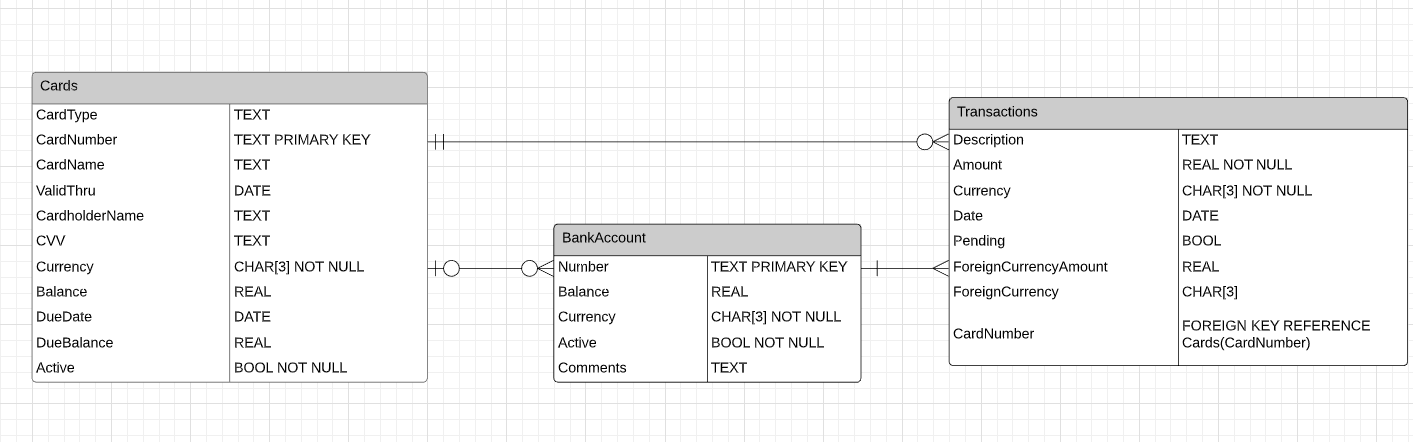 Cards
CardType TEXT
CardNumber TEXT PRIMARY KEY
CardName TEXT
ValidThru DATE
CardholderName TEXT
CVV TEXT
Currency CHAR[3] NOT NULL
Balance REAL
DueDate DATE
DueBalance REAL
Active BOOL NOT NULL
BankAccount
Number TEXT PRIMARY KEY
Balance REAL
Currency CHAR[3] NOT NULL
Active BOOL NOT NULL
Comments TEXT
Transactions
Description TEXT
Amount REAL NOT NULL
Currency CHAR[3] NOT NULL
Date DATE
Pending BOOL
ForeignCurrencyAmount REAL
ForeignCurrency CHAR[3]
CardNumber FOREIGN KEY REFERENCE
Cards(CardNumber)